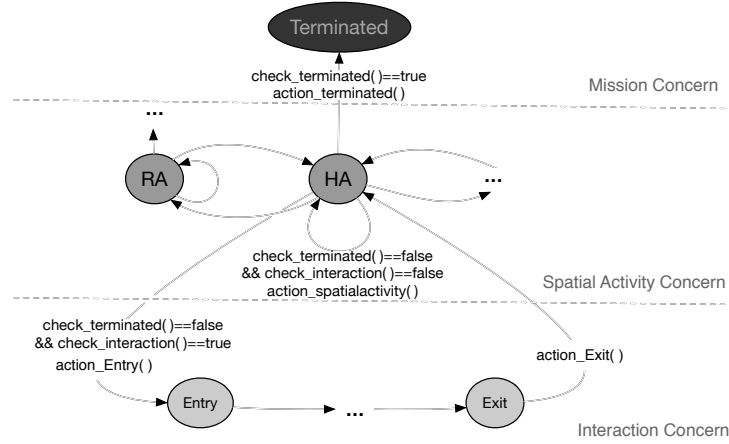 Terminated
check_terminated( )==true
action_terminated( )
Mission Concern
...
RA
HA
...
check_terminated( )==false
&& check_interaction( )==false
action_spatialactivity( )
Spatial Activity Concern
check_terminated( )==false
&& check_interaction( )==true
action_Entry( )
action_Exit( )
Entry
...
Exit
Interaction Concern